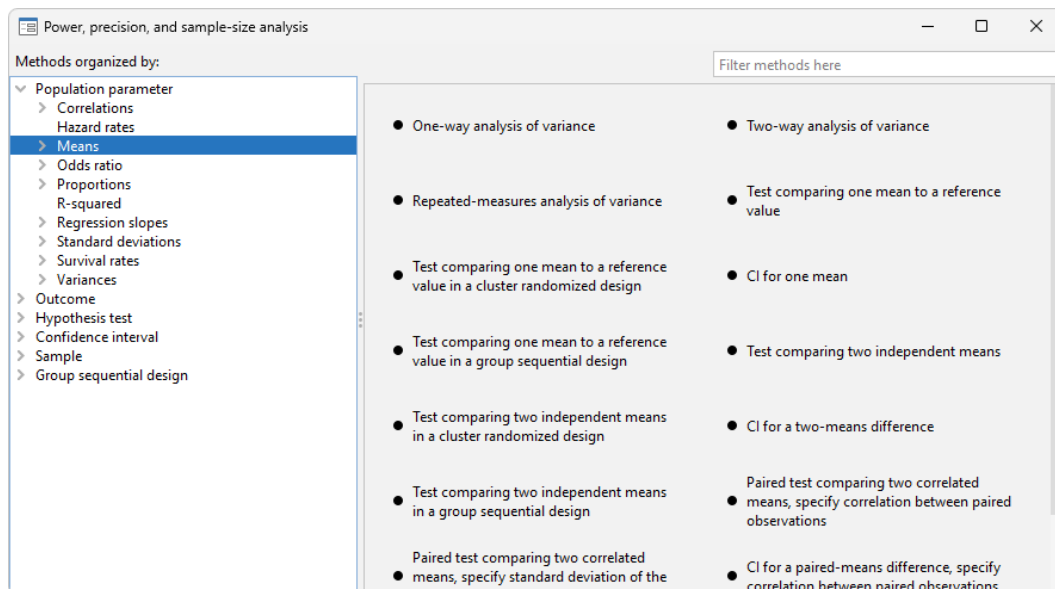 Power, precision, and sample-size analysis
Methods organized by:
Filter methods here
Population parameter
Correlations
Hazard rates
Means
Odds ratio
Proportions
R-squared
Regression slopes
Standard deviations
Survival rates
Variances
Outcome
Hypothesis test
Confidence interval
Sample
Group sequential design
One-way analysis of variance
Two-way analysis of variance
Repeated-measures analysis of variance
Test comparing one mean to a reference
value
Test comparing one mean to a reference
value in a cluster randomized design
CI for one mean
Test comparing one mean to a reference
value in a group sequential design
Test comparing two independent means
Test comparing two independent means
in a cluster randomized design
CI for a two-means difference
Test comparing two independent means
in a group sequential design
Paired test comparing two correlated
means, specify correlation between paired
observations
Paired test comparing two correlated
means, specify standard deviation of the
CI for a paired-means difference, specify
correlation between paired observations